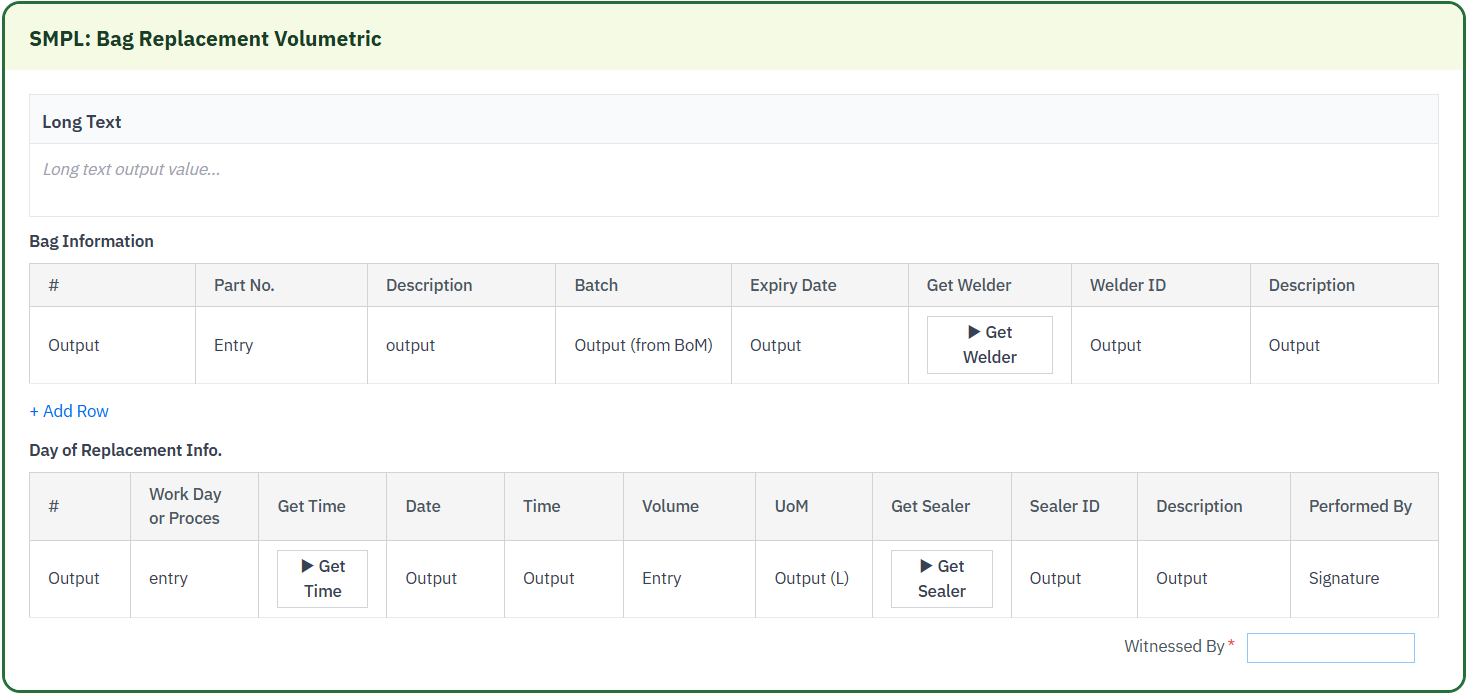 SMPL: Bag Replacement Volumetric
Long Text
Long text output value...
Bag Information
# Part No. Description Batch Expiry Date Get Welder Welder ID Description
Output Entry output Output (from BoM) Output ▶ Get Welder Output Output
+ Add Row
Day of Replacement Info.
# Work Day or Proces Get Time Date Time Volume UoM Get Sealer Sealer ID Description Performed By
Output entry ▶ Get Time Output Output Entry Output (L) ▶ Get Sealer Output Output Signature
Witnessed By *